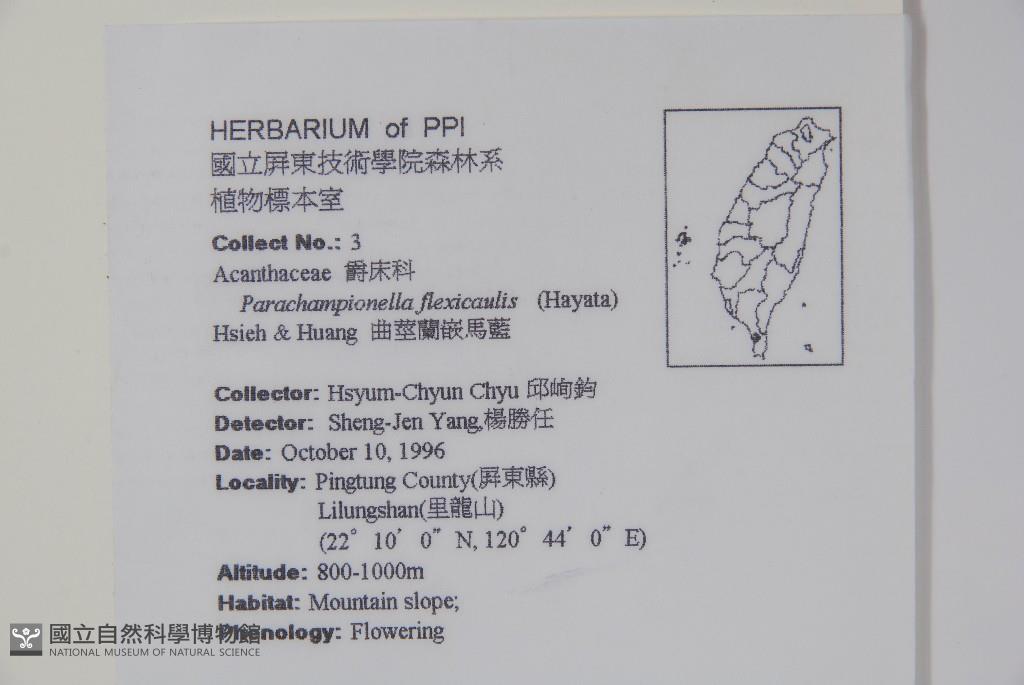 HERBARIUM of PPI
國立屏東技術學院森林系
植物標本室
Collect No.: 3
Acanthaceae 爵床科
Parachampionella flexicaulis (Hayata)
Hsieh & Huang 曲莖蘭嵌馬藍
Collector: Hsyum-Chyun Chyu 邱峋鈞
Detector: Sheng-Jen Yang,楊勝任
Date: October 10, 1996
Locality: Pingtung County(屏東縣)
Lilungshan(里龍山)
(22° 10′ 0″ N, 120° 44′ 0″ E)
Altitude: 800-1000m
Habitat: Mountain slope;
Phenology: Flowering
國立自然科學博物館
NATIONAL MUSEUM OF NATURAL SCIENCE